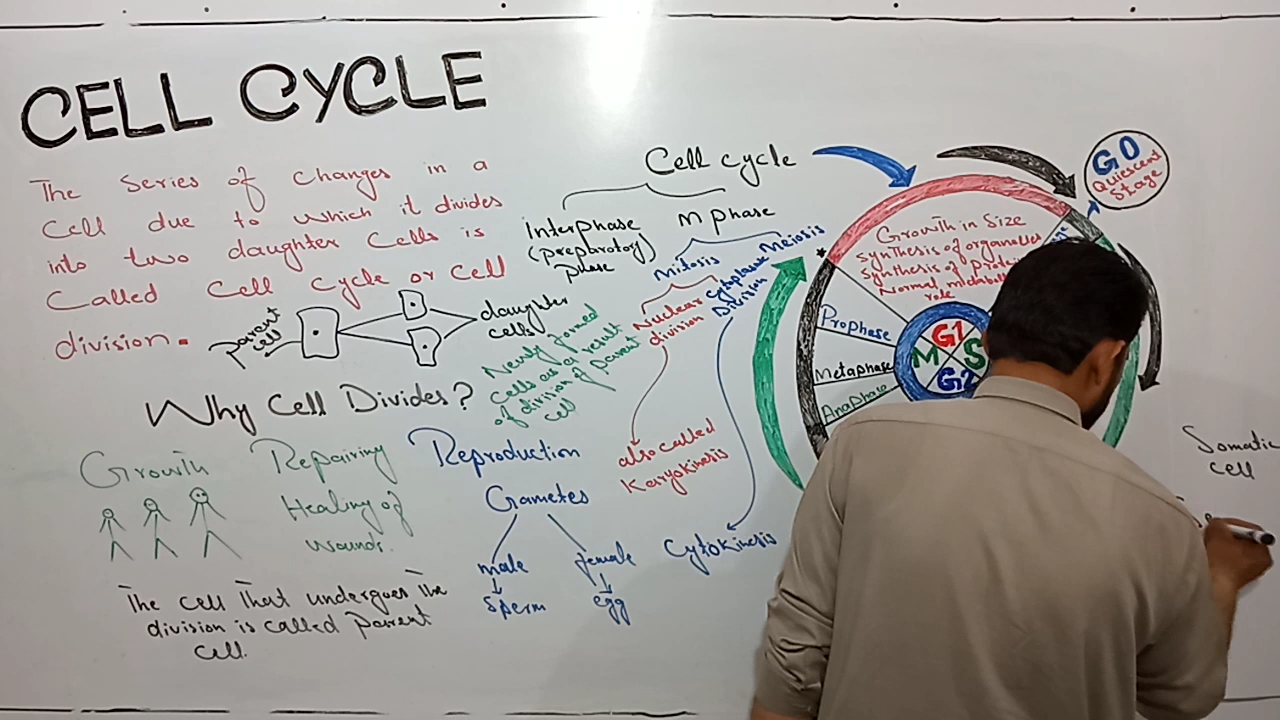 CELL CYCLE
The Series of Changes in a
Cell due to which it divides
into two daughter Cells is
Called Cell Cycle or Cell
division.
parent
cell
daughter
cells
Newly formed
cells as a result
of division of parent
cell
Why Cell Divides?
Growth
Repairing
Healing of
wounds.
Reproduction
Gametes
male
female
Sperm
egg
The cell That undergoes The
division is called Parent
Cell.
Cell cycle
Interphase
(preparatory)
phase
M phase
Mitosis
Meiosis
Nuclear
division
Cytoplasmic
Division
also called
Karyokinesis
Cytokinesis
G0
Quiescent
Stage
Growth in Size
Synthesis of organelles
Synthesis of
Normal
role
Prophase
Metaphase
Anaphase
G1
M S
G2
Somatic
cell